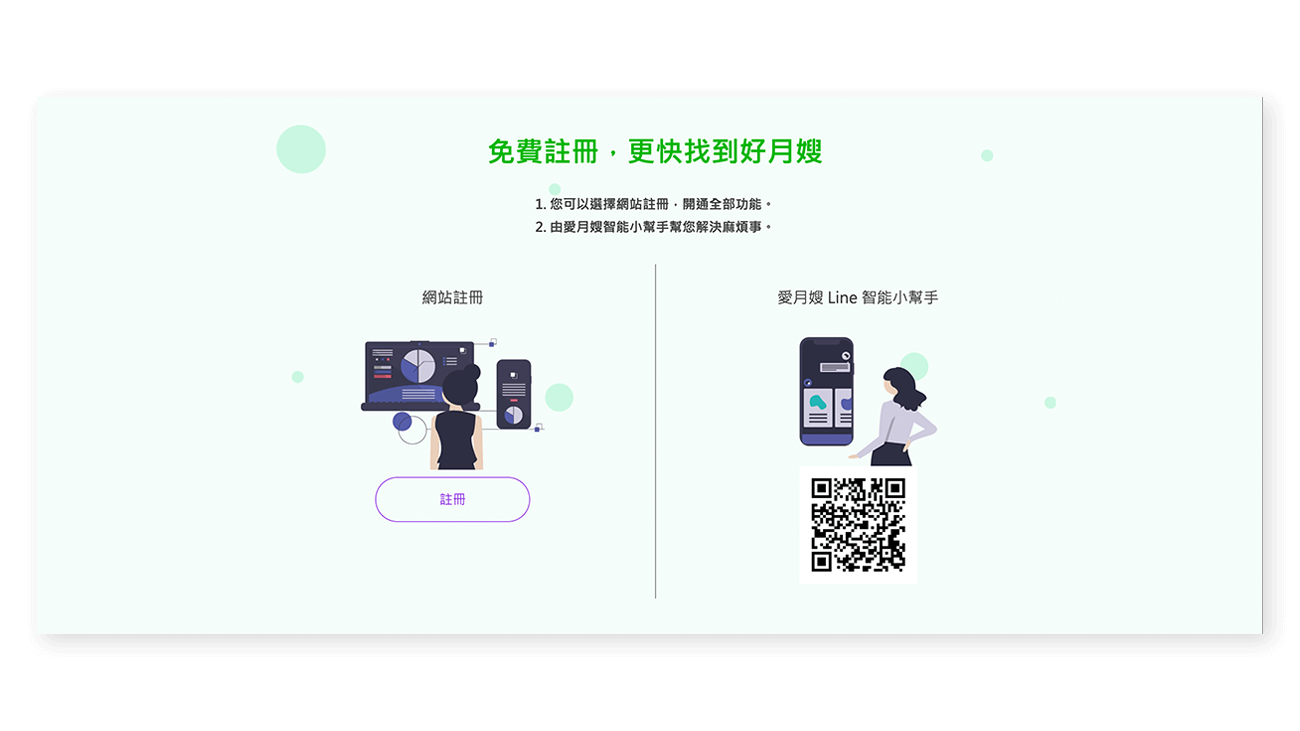 免費註冊，更快找到好月嫂
1. 您可以選擇網站註冊，開通全部功能。
2. 由愛月嫂智能小幫手幫您解決麻煩事。
網站註冊
愛月嫂 Line 智能小幫手
註冊